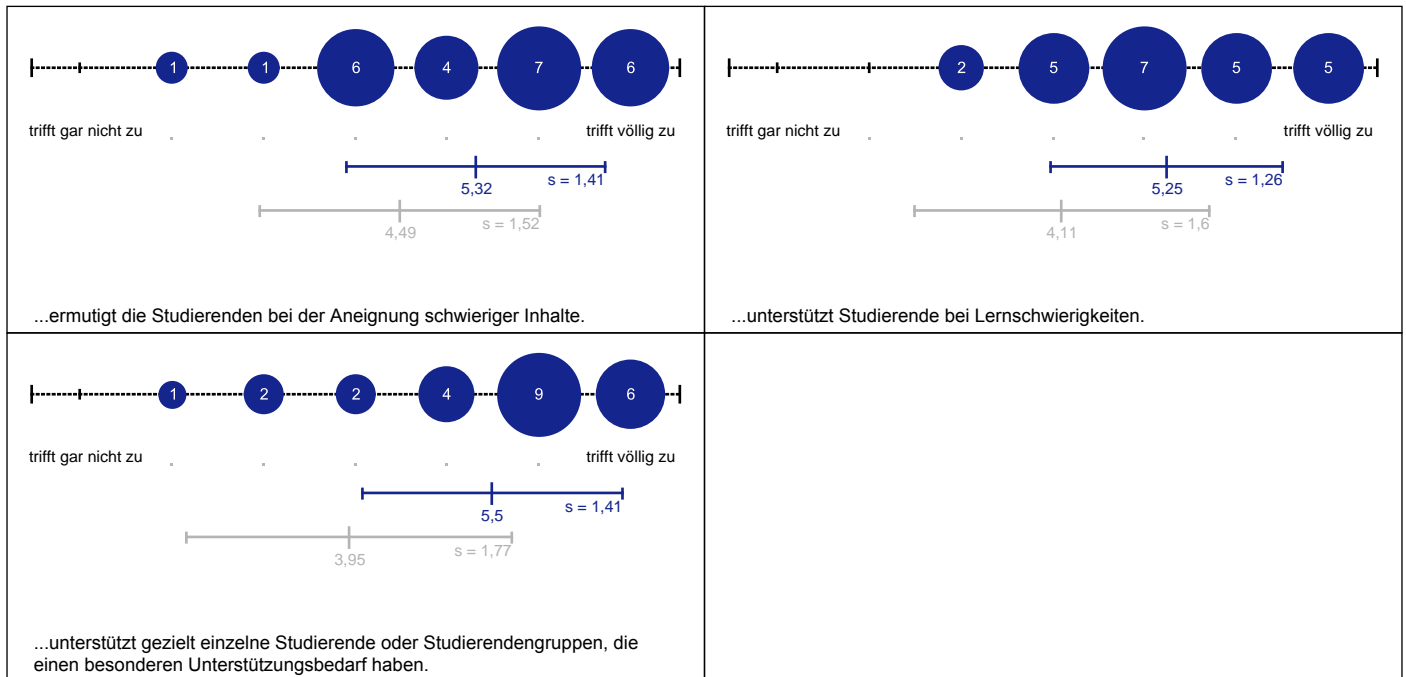 1 1 6 4 7 6
trifft gar nicht zu trifft völlig zu
5,32 s = 1,41
4,49 s = 1,52
...ermutigt die Studierenden bei der Aneignung schwieriger Inhalte.
2 5 7 5 5
trifft gar nicht zu trifft völlig zu
5,25 s = 1,26
4,11 s = 1,6
...unterstützt Studierende bei Lernschwierigkeiten.
1 2 2 4 9 6
trifft gar nicht zu trifft völlig zu
5,5 s = 1,41
3,95 s = 1,77
...unterstützt gezielt einzelne Studierende oder Studierendengruppen, die
einen besonderen Unterstützungsbedarf haben.